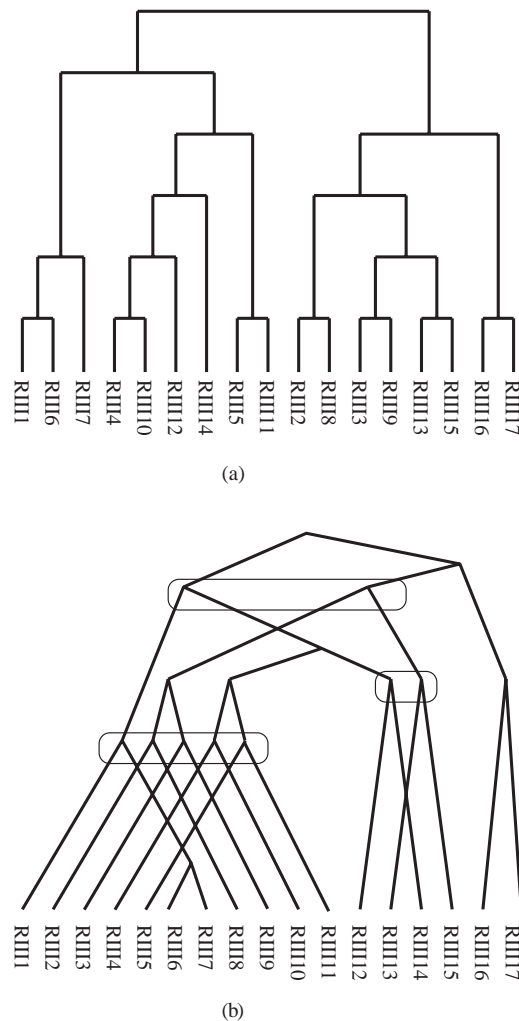 RIII1
RIII6
RIII7
RIII4
RIII10
RIII12
RIII14
RIII5
RIII11
RIII2
RIII8
RIII3
RIII9
RIII13
RIII15
RIII16
RIII17
(a)
RIII1
RIII2
RIII3
RIII4
RIII5
RIII6
RIII7
RIII8
RIII9
RIII10
RIII11
RIII12
RIII13
RIII14
RIII15
RIII16
RIII17
(b)